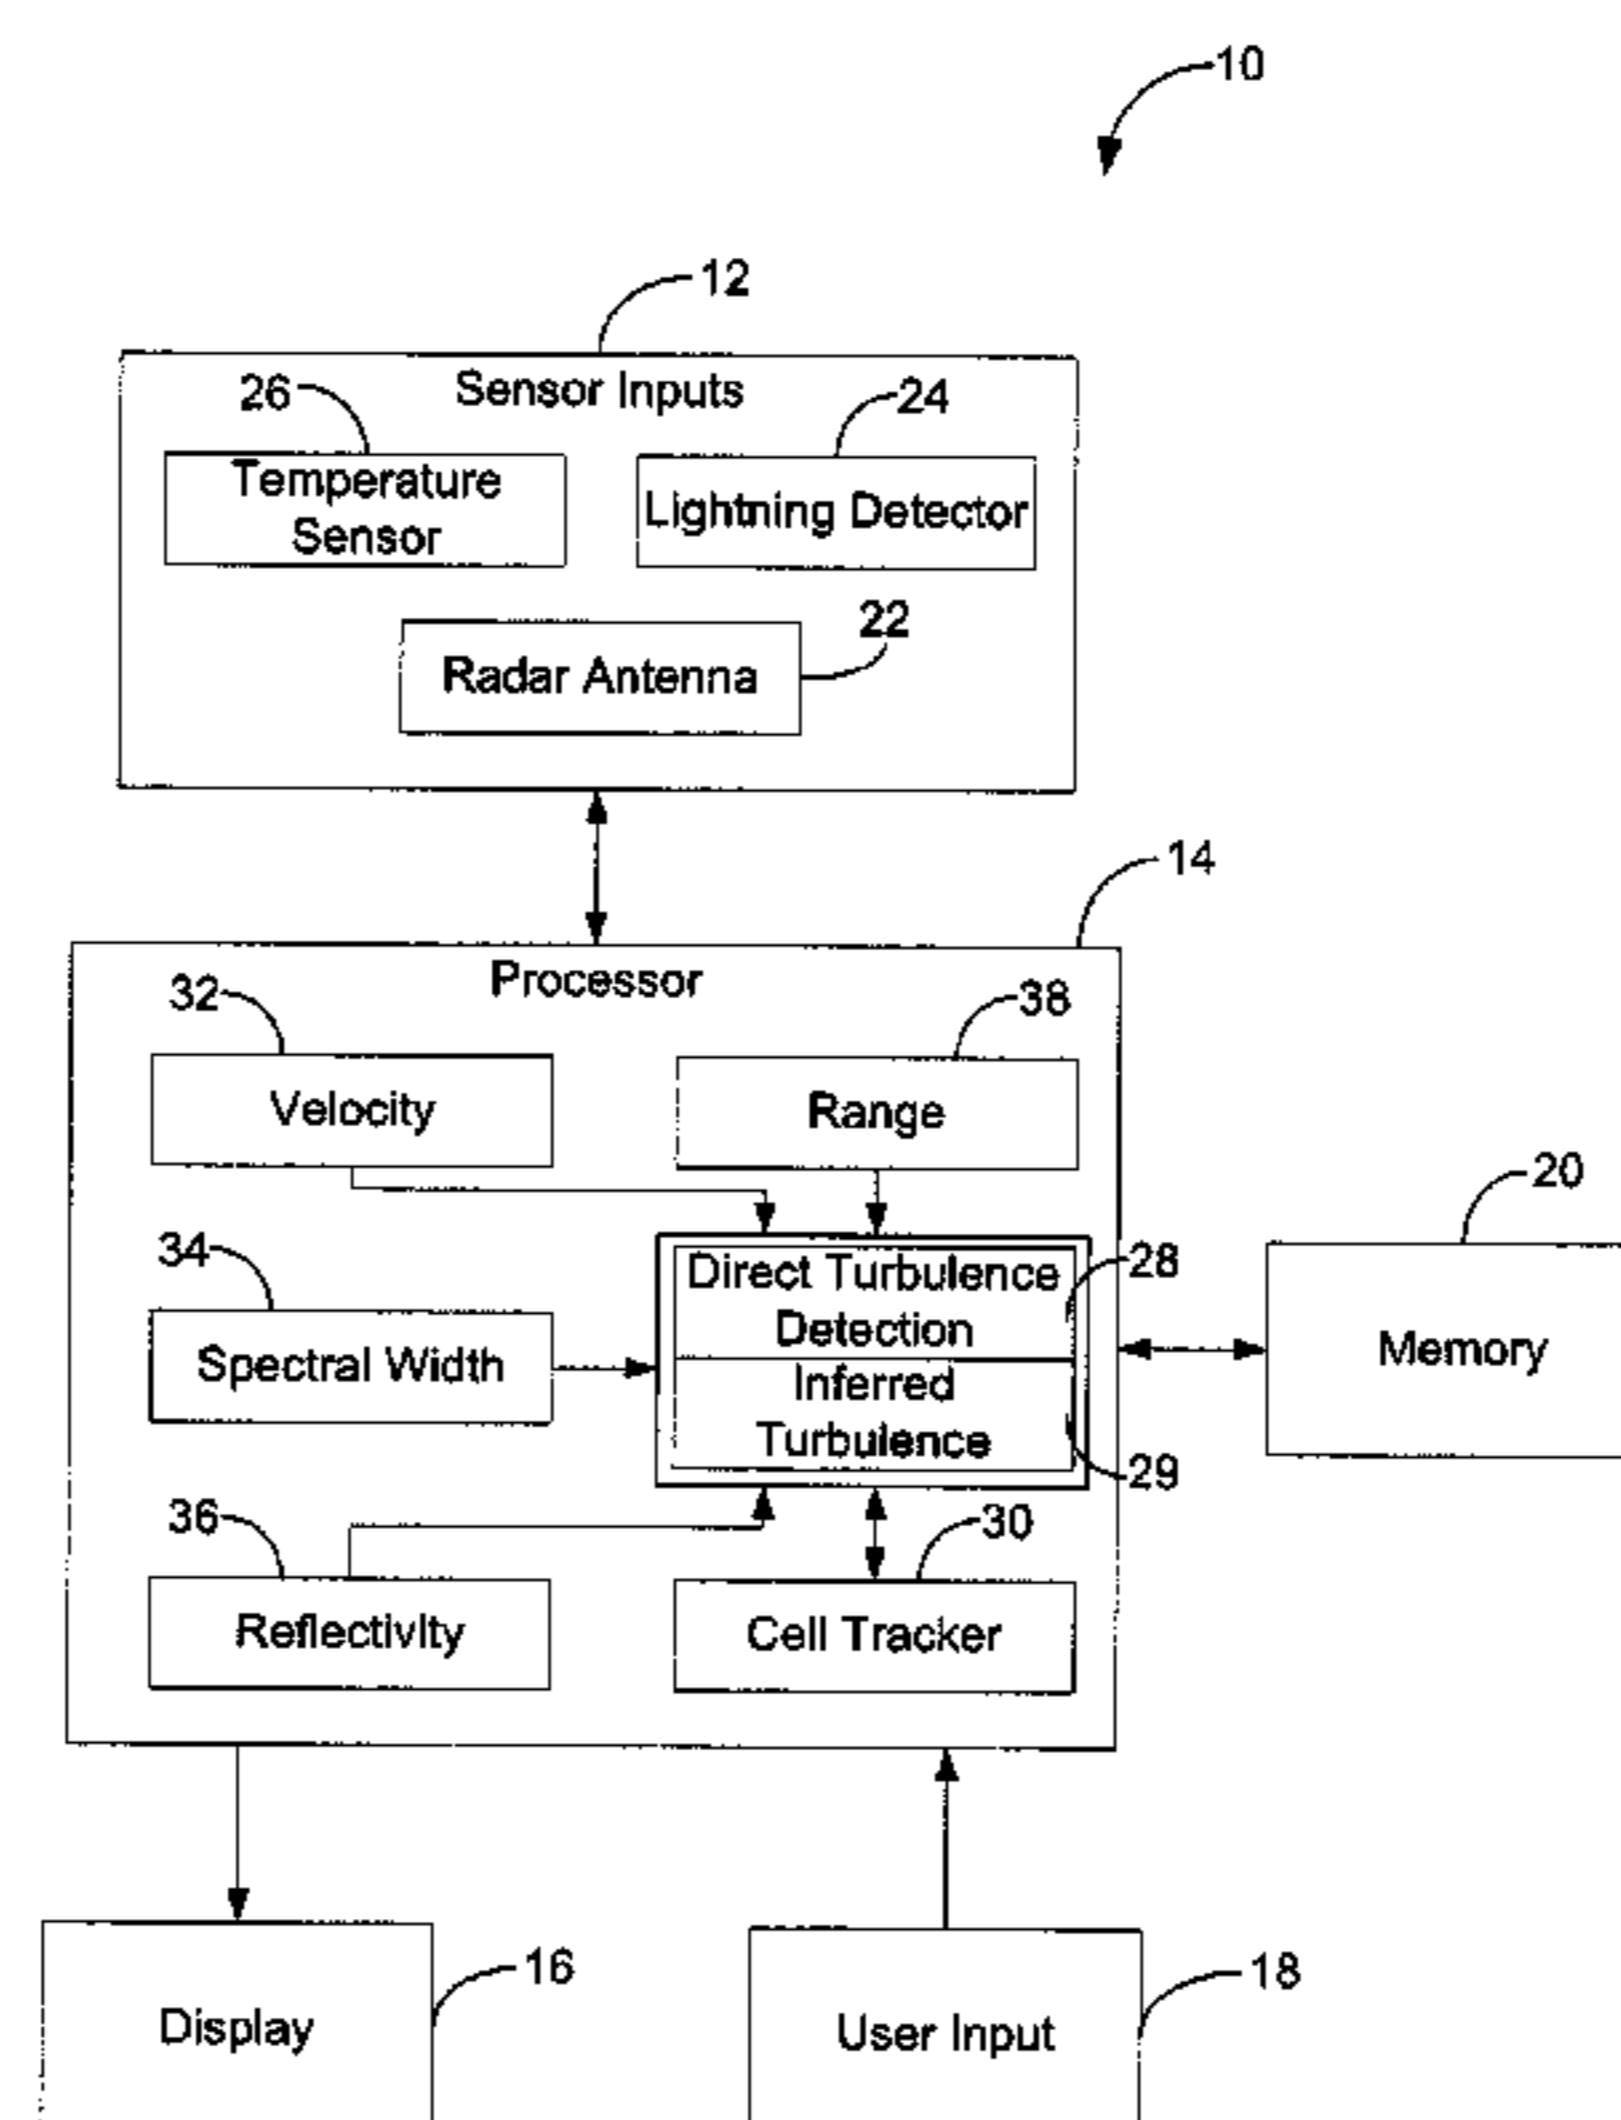 10
12
Sensor Inputs
26
24
Temperature
Sensor
Lightning Detector
22
Radar Antenna
14
Processor
32
38
Velocity
Range
20
34
28
Direct Turbulence
Detection
Spectral Width
Memory
Inferred
Turbulence
29
36
30
Reflectivity
Cell Tracker
16
18
Display
User Input